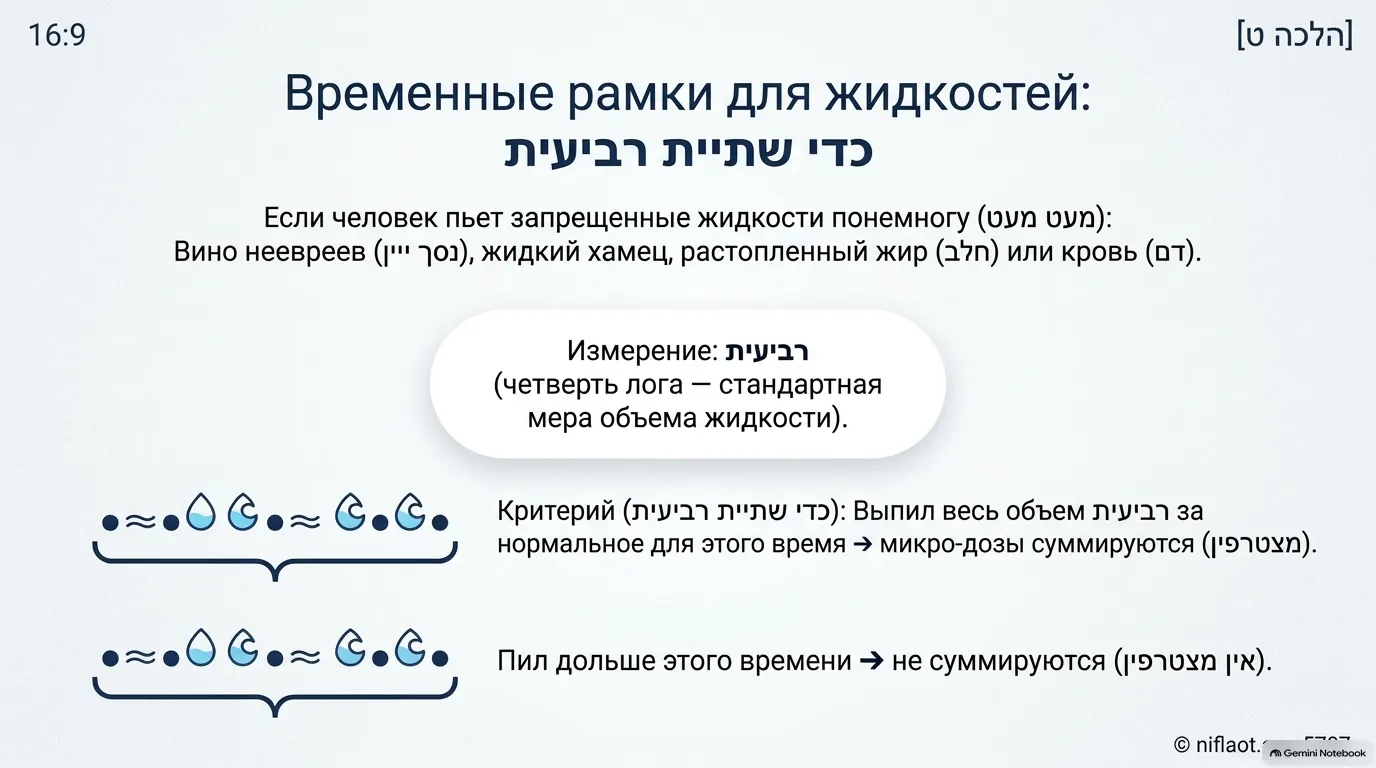 16:9
[הלכה ט]
Временные рамки для жидкостей:
כדי שתיית רביעית
Если человек пьет запрещенные жидкости понемногу (מעט מעט):
Вино неевреев (נסך ייין), жидкий хамец, растопленный жир (חלב) или кровь (דם).
Измерение: רביעית
(четверть лога — стандартная
мера объема жидкости).
Критерий (כדי שתיית רביעית): Выпил весь объем רביעית за
нормальное для этого время → микро-дозы суммируются (מצטרפין).
Пил дольше этого времени → не суммируются (אין מצטרפין).
© niflaot.
Gemini Notebook